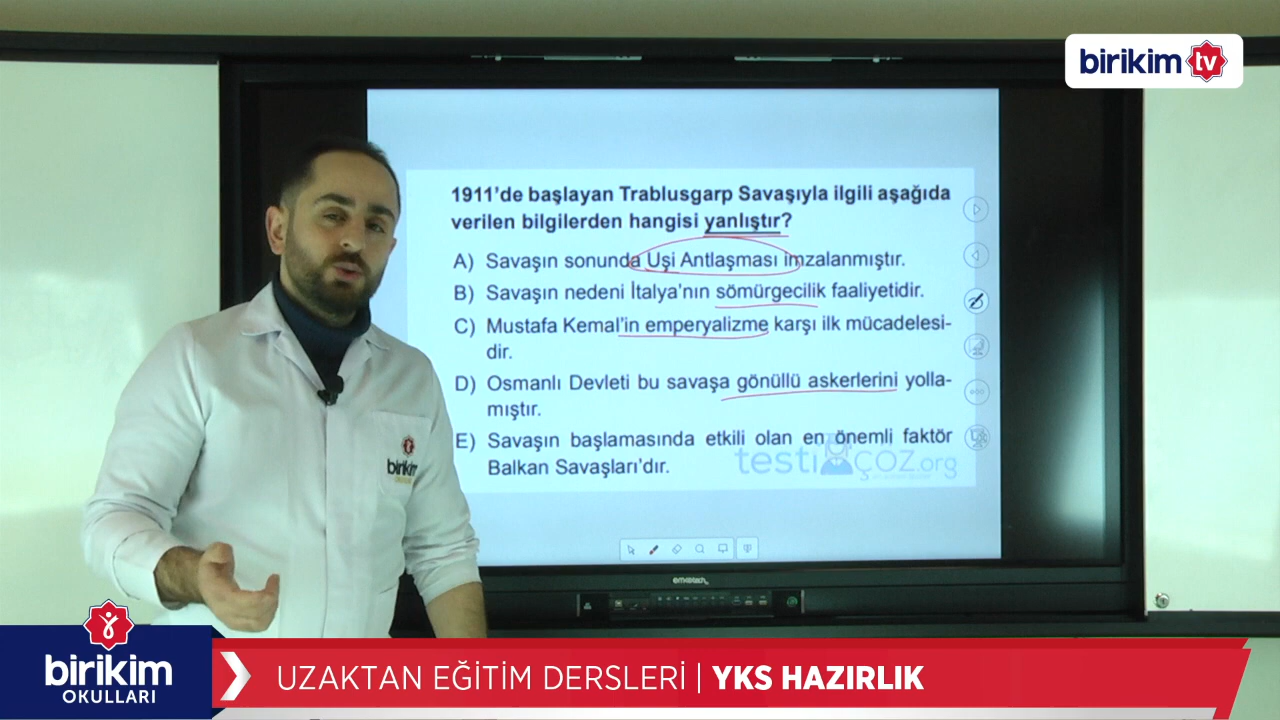 birikim tv
1911'de başlayan Trablusgarp Savaşıyla ilgili aşağıda
verilen bilgilerden hangisi yanlıştır?
A) Savaşın sonunda Uşi Antlaşması imzalanmıştır.
B) Savaşın nedeni İtalya'nın sömürgecilik faaliyetidir.
C) Mustafa Kemal'in emperyalizme karşı ilk mücadelesi-
dir.
D) Osmanlı Devleti bu savaşa gönüllü askerlerini yolla-
mıştır.
E) Savaşın başlamasında etkili olan en önemli faktör
Balkan Savaşları'dır.
testi ÇOZ.org
birikim
birikim
OKULLARI
UZAKTAN EĞİTİM DERSLERİ | YKS HAZIRLIK